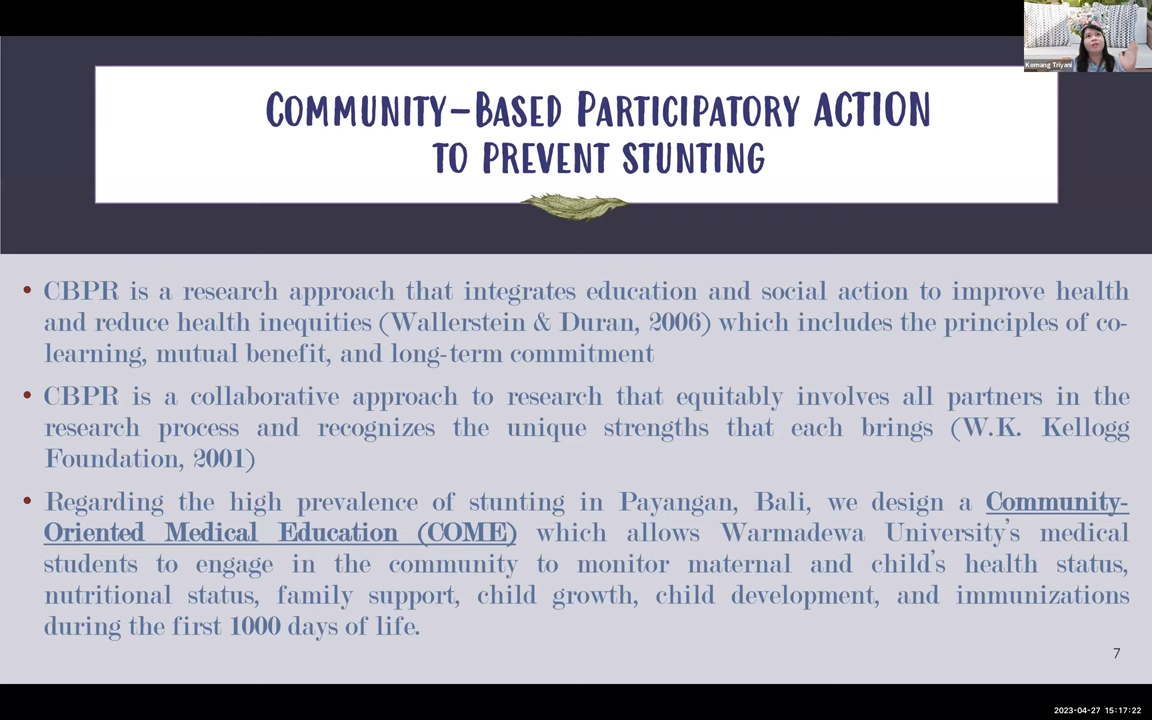 Komang Triyani
COMMUNITY-BASED PARTICIPATORY ACTION
TO PREVENT STUNTING
• CBPR is a research approach that integrates education and social action to improve health
and reduce health inequities (Wallerstein & Duran, 2006) which includes the principles of co-
learning, mutual benefit, and long-term commitment
• CBPR is a collaborative approach to research that equitably involves all partners in the
research process and recognizes the unique strengths that each brings (W.K. Kellogg
Foundation, 2001)
• Regarding the high prevalence of stunting in Payangan, Bali, we design a Community-
Oriented Medical Education (COME) which allows Warmadewa University's medical
students to engage in the community to monitor maternal and child's health status,
nutritional status, family support, child growth, child development, and immunizations
during the first 1000 days of life.
7
2023-04-27 15:17:22